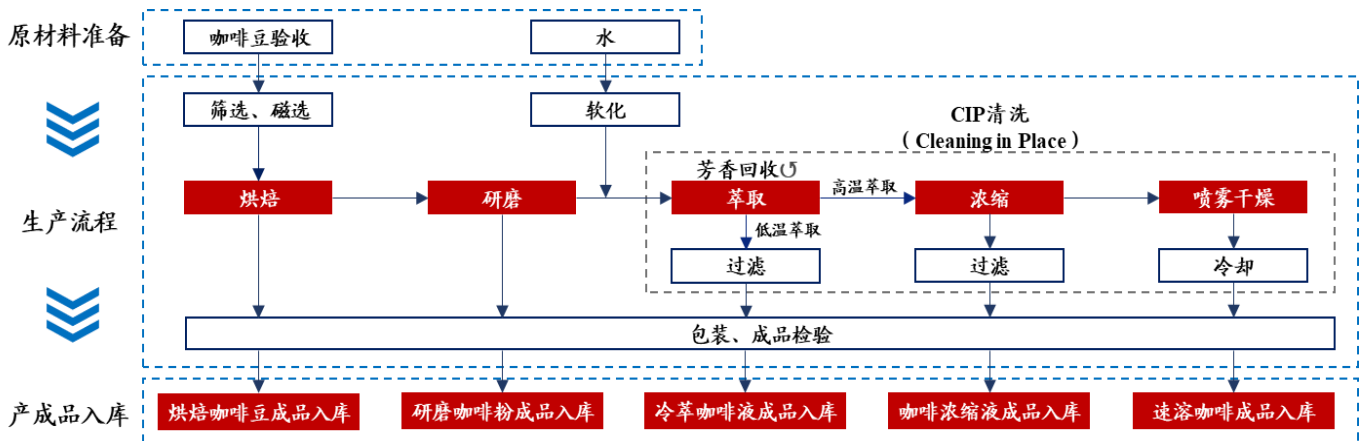 原材料准备
咖啡豆验收
水
筛选、磁选
软化
CIP清洗
（Cleaning in Place）
芳香回收↺
生产流程
烘焙
研磨
萃取
高温萃取
浓缩
喷雾干燥
低温萃取
过滤
过滤
冷却
包装、成品检验
产成品入库
烘焙咖啡豆成品入库
研磨咖啡粉成品入库
冷萃咖啡液成品入库
咖啡浓缩液成品入库
速溶咖啡成品入库